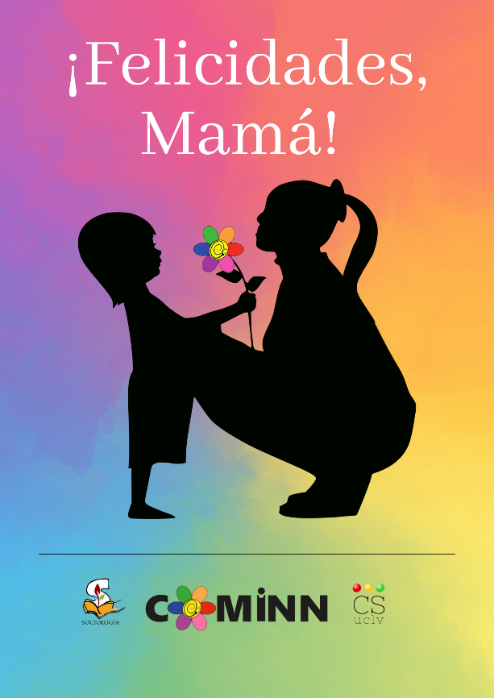 ¡Felicidades,
Mamá!
SOCIOLOGÍA
COMiNN
CS
uclv